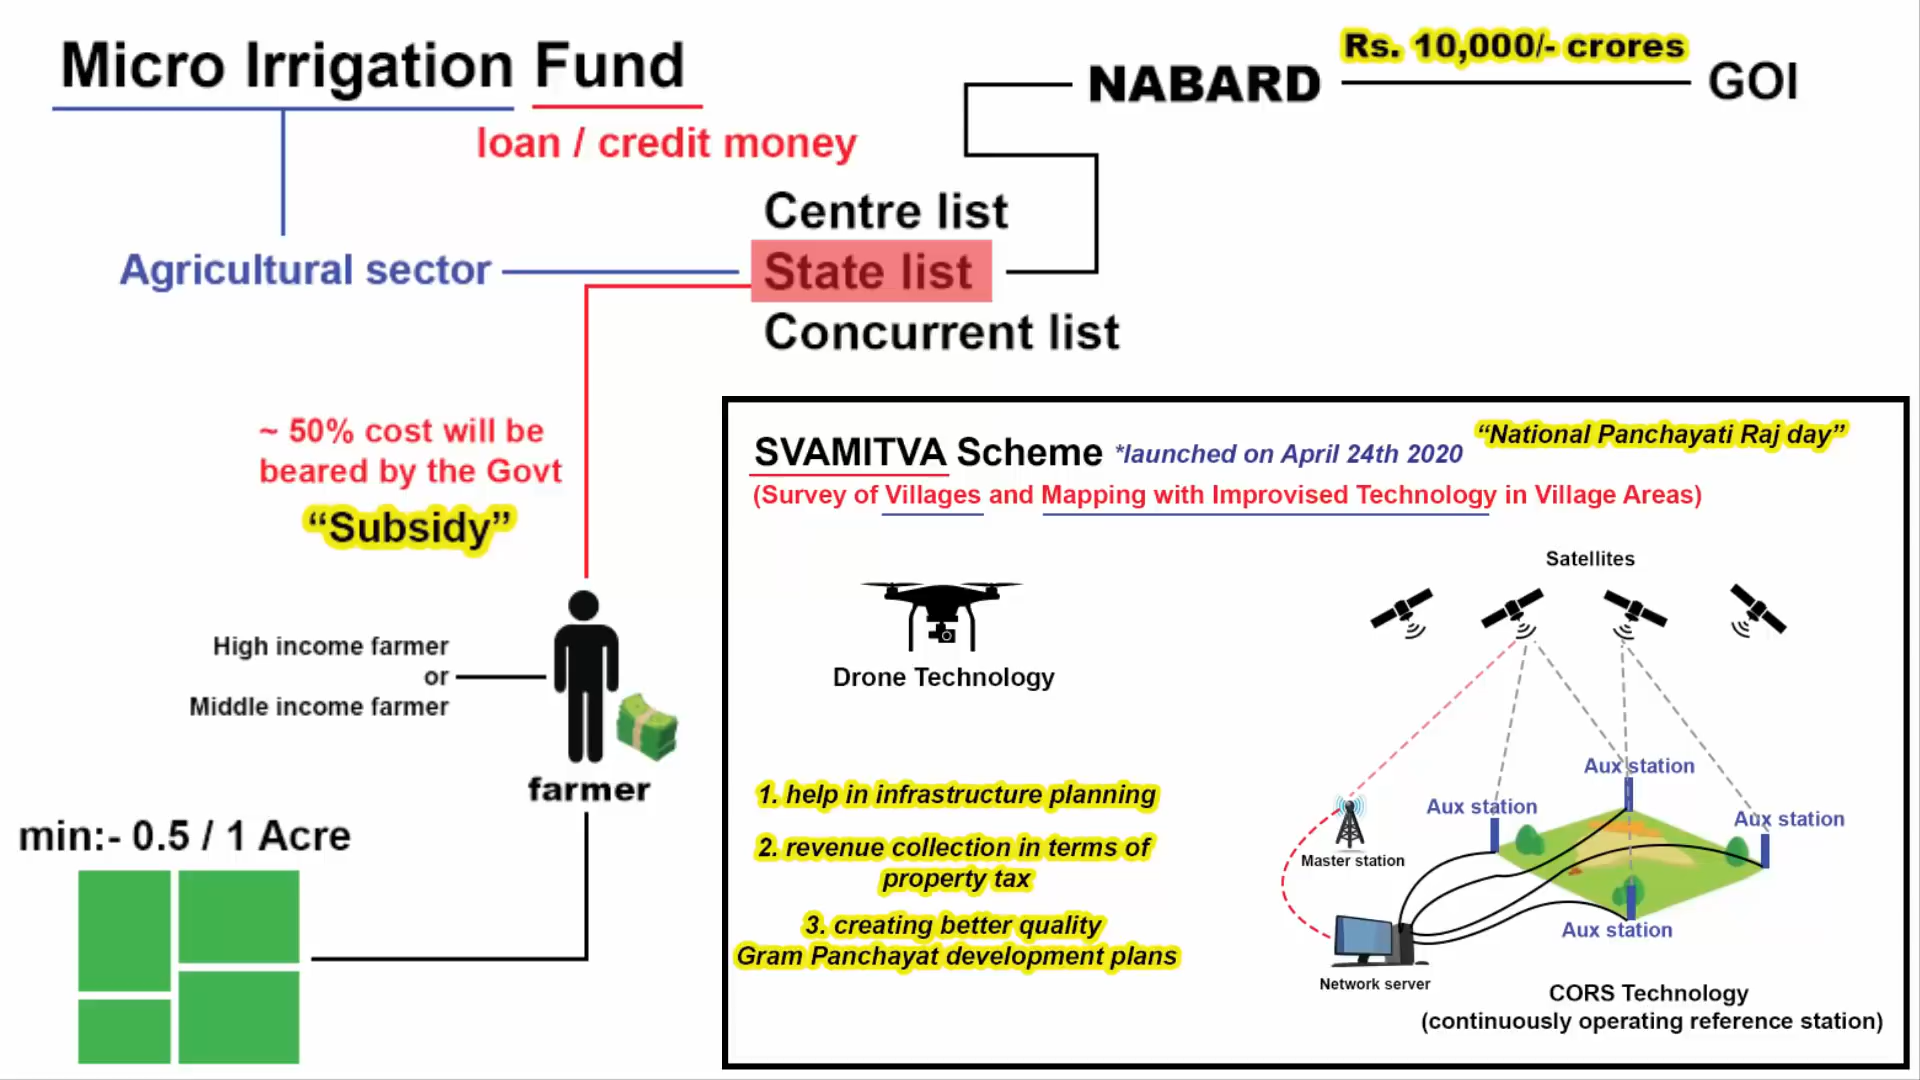 Micro Irrigation Fund
loan / credit money
NABARD
Rs. 10,000/- crores
GOI
Centre list
Agricultural sector
State list
Concurrent list
~ 50% cost will be
beared by the Govt
“Subsidy”
High income farmer
or
Middle income farmer
farmer
min:- 0.5 / 1 Acre
SVAMITVA Scheme *launched on April 24th 2020
“National Panchayati Raj day”
(Survey of Villages and Mapping with Improvised Technology in Village Areas)
Drone Technology
1. help in infrastructure planning
2. revenue collection in terms of
property tax
3. creating better quality
Gram Panchayat development plans
Satellites
Aux station
Aux station
Aux station
Master station
Aux station
Network server
CORS Technology
(continuously operating reference station)